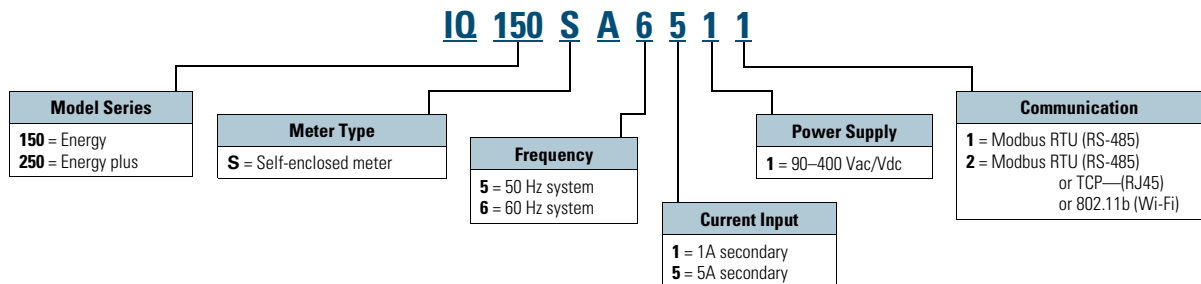 IQ 150 S A 6 5 1 1
Model Series
150 = Energy
250 = Energy plus
Meter Type
S = Self-enclosed meter
Frequency
5 = 50 Hz system
6 = 60 Hz system
Current Input
1 = 1A secondary
5 = 5A secondary
Power Supply
1 = 90–400 Vac/Vdc
Communication
1 = Modbus RTU (RS-485)
2 = Modbus RTU (RS-485)
or TCP—(RJ45)
or 802.11b (Wi-Fi)